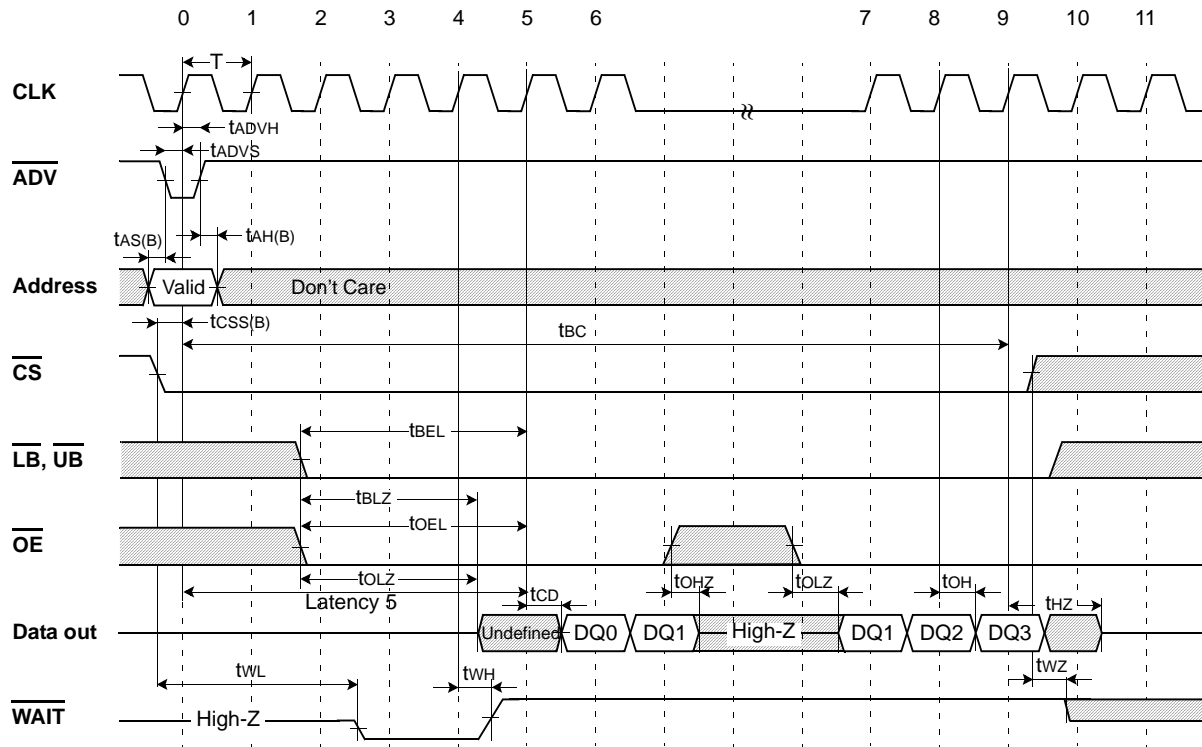 0 1 2 3 4 5 6 7 8 9 10 11
T
CLK
tADVH
tADVS
ADV
tAS(B) tAH(B)
Address Valid Don't Care
tCSS(B)
tBC
CS
tBEL
LB, UB
tBLZ
tOEL
OE
tOLZ tOHZ tOLZ tOH
Latency 5 tCD tHZ
Data out Undefined DQ0 DQ1 High-Z DQ1 DQ2 DQ3
tWL tWH tWZ
WAIT High-Z